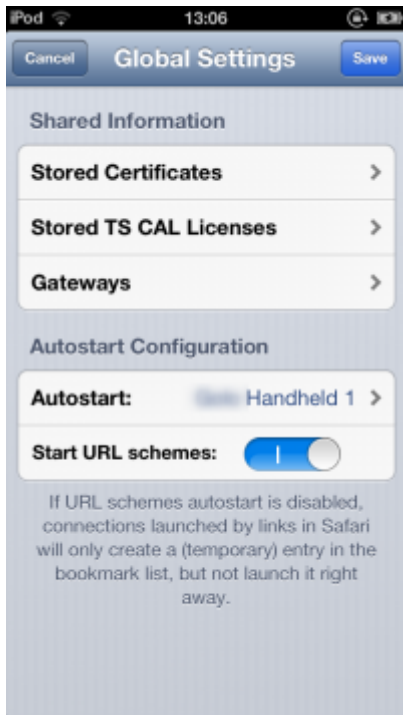 iPod 13:06
Cancel Global Settings Save
Shared Information
Stored Certificates
Stored TS CAL Licenses
Gateways
Autostart Configuration
Autostart: Handheld 1
Start URL schemes:
If URL schemes autostart is disabled,
connections launched by links in Safari
will only create a (temporary) entry in the
bookmark list, but not launch it right
away.